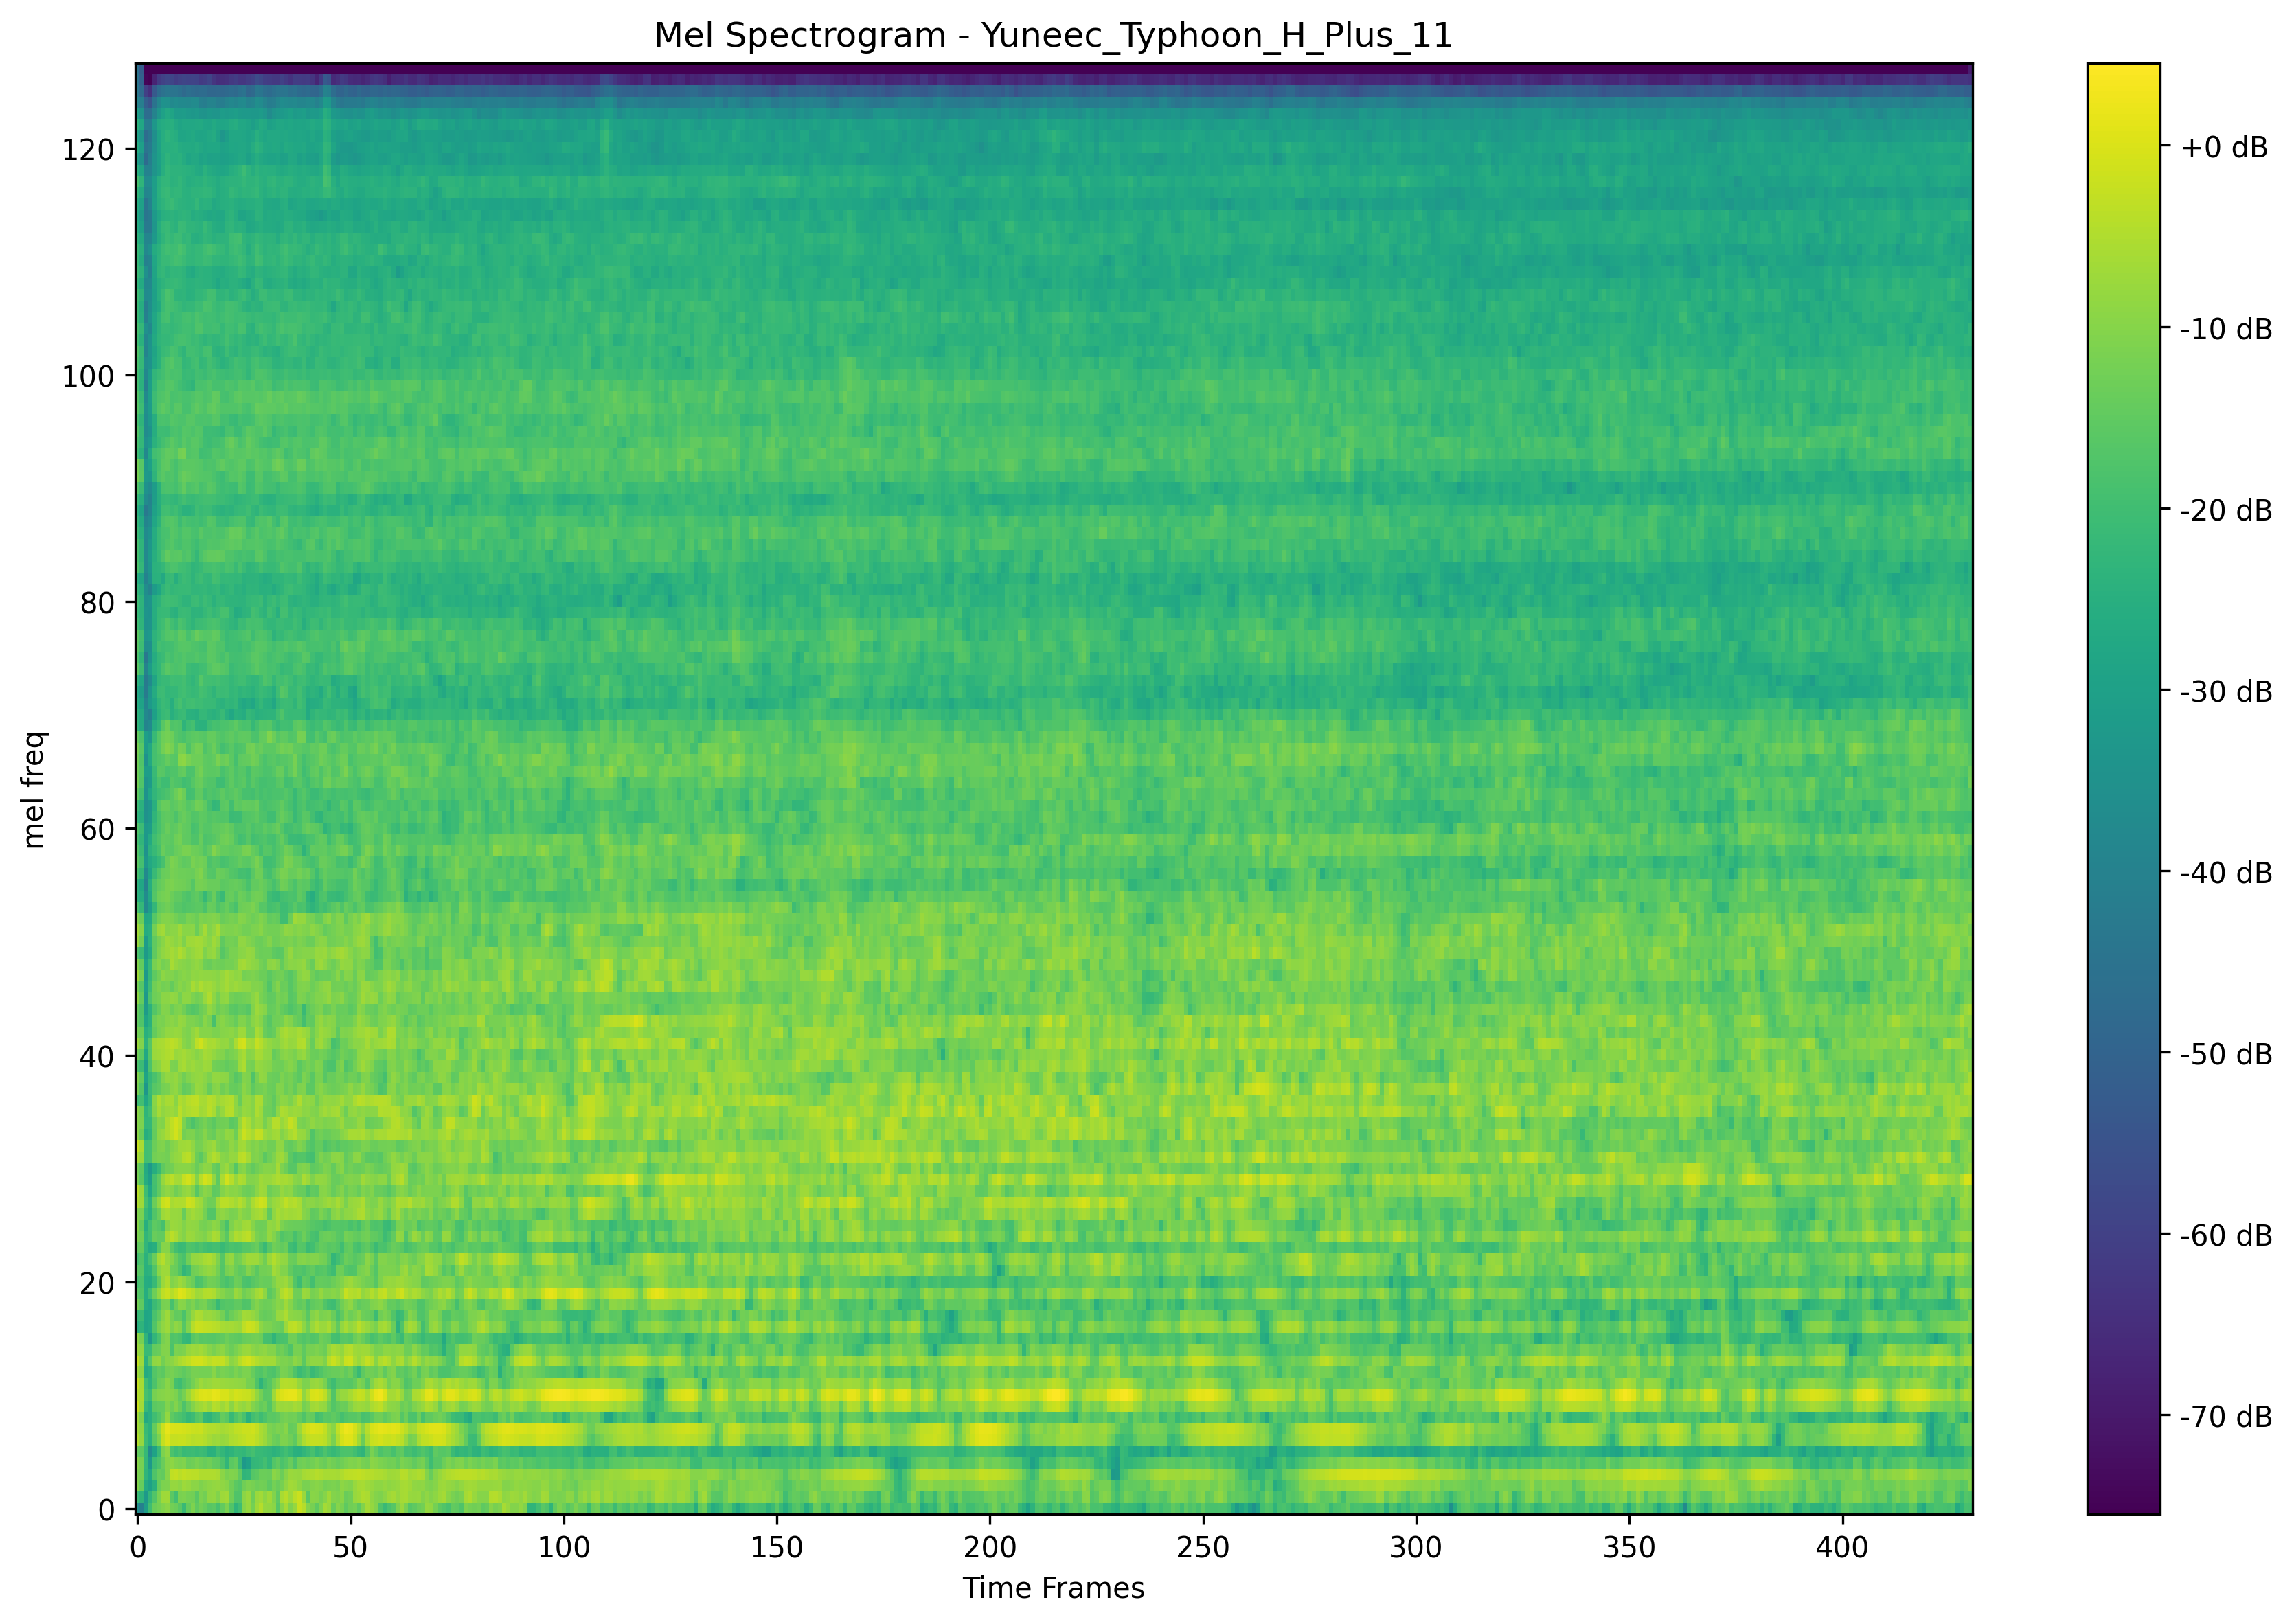 Mel Spectrogram - Yuneec_Typhoon_H_Plus_11
mel freq
120
100
80
60
40
20
0
0 50 100 150 200 250 300 350 400
Time Frames
+0 dB
-10 dB
-20 dB
-30 dB
-40 dB
-50 dB
-60 dB
-70 dB